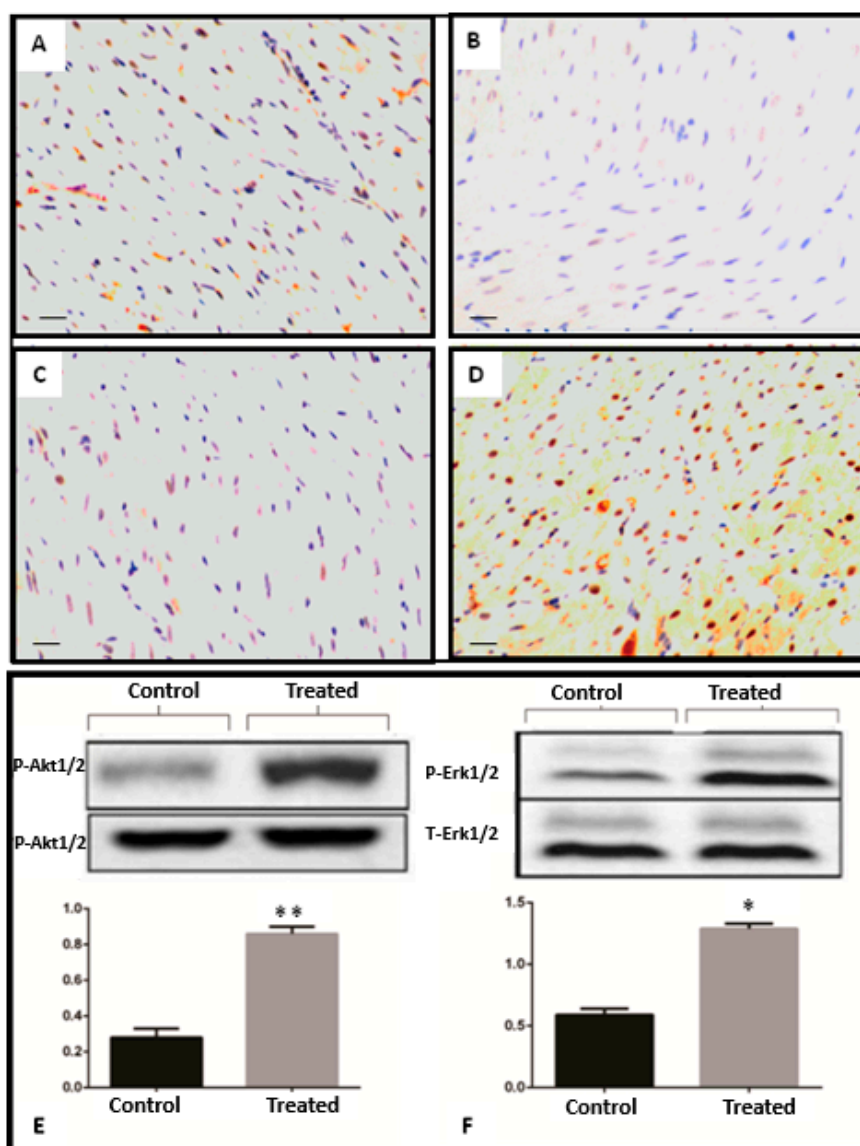 A
B
C
D
Control Treated
P-Akt1/2
P-Akt1/2
1.0
0.8
0.6
0.4
0.2
0.0
**
Control Treated
E
Control Treated
P-Erk1/2
T-Erk1/2
1.5
1.0
0.5
0.0
*
Control Treated
F